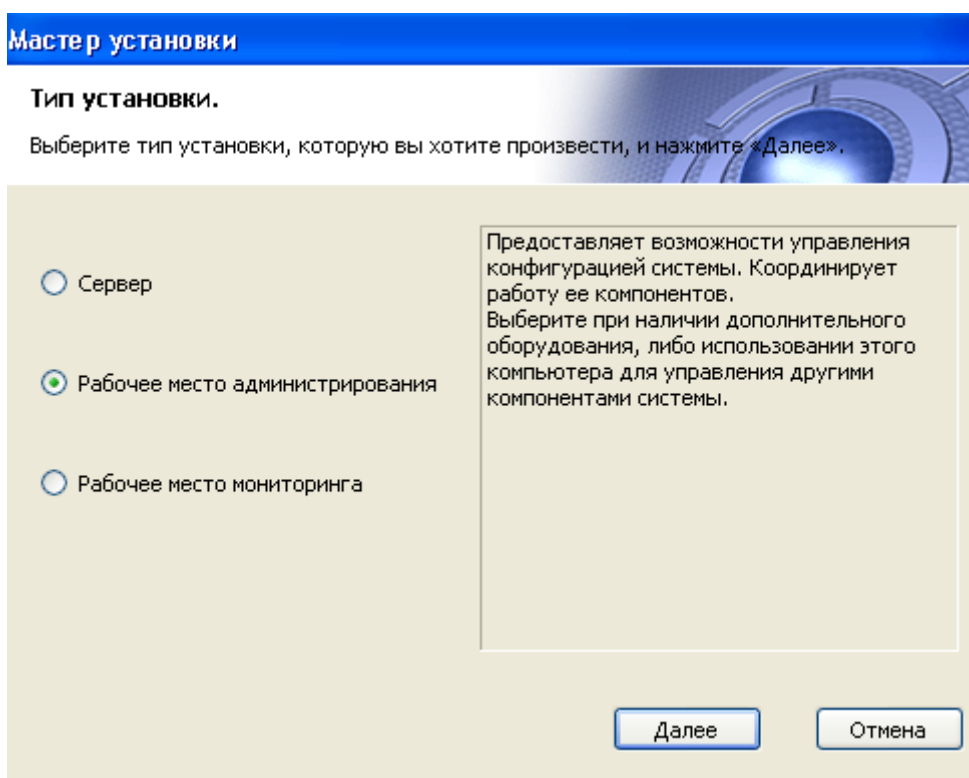 Мастер установки
Тип установки.
Выберите тип установки, которую вы хотите произвести, и нажмите «Далее».
Сервер
Рабочее место администрирования
Рабочее место мониторинга
Предоставляет возможности управления
конфигурацией системы. Координирует
работу ее компонентов.
Выберите при наличии дополнительного
оборудования, либо использовании этого
компьютера для управления другими
компонентами системы.
Далее
Отмена